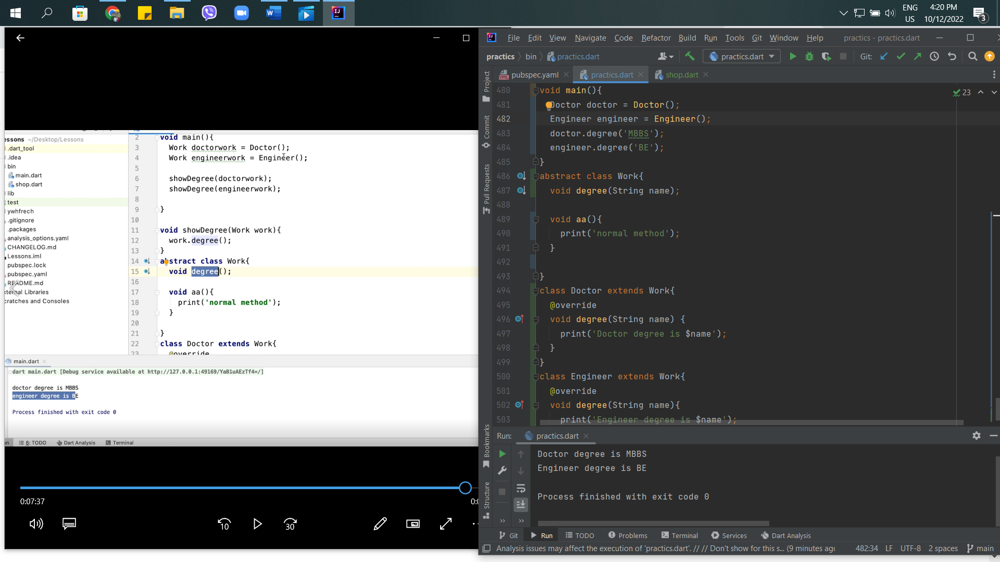 ENG
US
4:20 PM
10/12/2022
3
essons ~/Desktop/Lessons
.dart_tool
.idea
bin
main.dart
shop.dart
lib
test
ywhfrech
.gitignore
.packages
analysis_options.yaml
CHANGELOG.md
Lessons.iml
pubspec.lock
pubspec.yaml
README.md
xternal Libraries
cratches and Consoles
2 void main(){
3 Work doctorwork = Doctor();
4 Work engineerwork = Engineer();
5
6 showDegree(doctorwork);
7 showDegree(engineerwork);
8
9 }
10
11 void showDegree(Work work){
12 work.degree();
13 }
14 abstract class Work{
15 void degree();
16
17 void aa(){
18 print('normal method');
19 }
20
21 }
22 class Doctor extends Work{
23 @override
main.dart
dart main.dart [Debug service available at http://127.0.0.1:49169/YaB1uAEzTf4=/]
doctor degree is MBBS
engineer degree is BE
Process finished with exit code 0
un 6: TODO Dart Analysis Terminal
0:07:37
10 30
IJ File Edit View Navigate Code Refactor Build Run Tools Git Window Help practics - practics.dart
practics bin practics.dart practics.dart Git:
pubspec.yaml practics.dart shop.dart
Project
Commit
Pull Requests
Bookmarks
Structure
23
480 void main(){
481 Doctor doctor = Doctor();
482 Engineer engineer = Engineer();
483 doctor.degree('MBBS');
484 engineer.degree('BE');
485 }
486 abstract class Work{
487 void degree(String name);
488
489 void aa(){
490 print('normal method');
491 }
492
493 }
494 class Doctor extends Work{
495 @override
496 void degree(String name) {
497 print('Doctor degree is $name');
498 }
499 }
500 class Engineer extends Work{
501 @override
502 void degree(String name){
503 print('Engineer degree is $name');
Run: practics.dart
Doctor degree is MBBS
Engineer degree is BE
Process finished with exit code 0
Git Run TODO Problems Terminal Services Dart Analysis
Analysis issues may affect the execution of 'practics.dart'. // // Don't show for this s... (9 minutes ago 482:34 LF UTF-8 2 spaces main